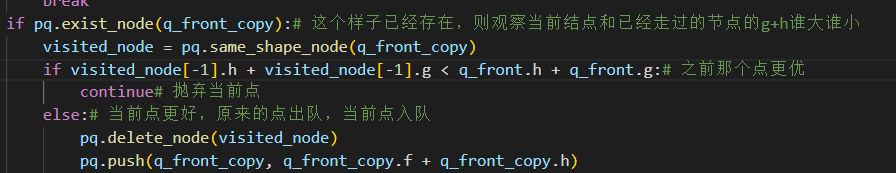 break
if pq.exist_node(q_front_copy):# 这个样子已经存在，则观察当前结点和已经走过的节点的g+h谁大谁小
visited_node = pq.same_shape_node(q_front_copy)
if visited_node[-1].h + visited_node[-1].g < q_front.h + q_front.g:# 之前那个点更优
continue# 抛弃当前点
else:# 当前点更好，原来的点出队，当前点入队
pq.delete_node(visited_node)
pq.push(q_front_copy, q_front_copy.f + q_front_copy.h)